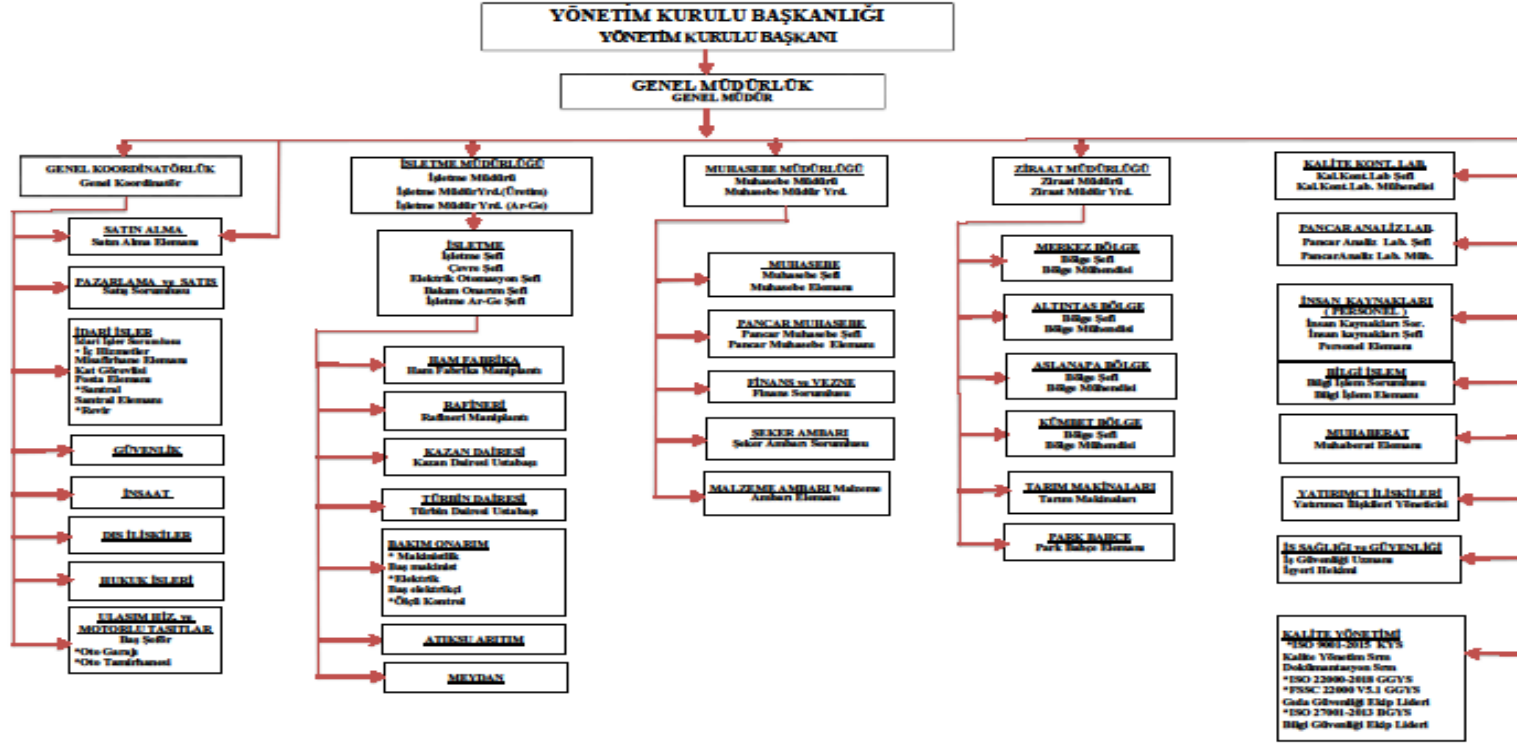 YÖNETİM KURULU BAŞKANLIĞI
YÖNETİM KURULU BAŞKANI
GENEL MÜDÜRLÜK
GENEL MÜDÜR
GENEL KOORDİNATÖRLÜK
Genel Koordinatör
SATIN ALMA
Satın Alma Elemanı
PAZARLAMA ve SATIŞ
Satış Sorumlusu
İDARİ İŞLER
İdari İşler Sorumlusu
* İç Hizmetler
Misafirhane Elemanı
Kat Görevlisi
Posta Elemanı
*Santral
Santral Elemanı
*Revir
GÜVENLİK
İNŞAAT
DIŞ İLİŞKİLER
HUKUK İŞLERİ
ULAŞIM HİZ. ve
MOTORLU TAŞITLAR
Baş Şoför
*Oto Garajı
*Oto Tamirhanesi
İŞLETME MÜDÜRLÜĞÜ
İşletme Müdürü
İşletme MüdürYrd.(Üretim)
İşletme Müdür Yrd. (Ar-Ge)
İŞLETME
İşletme Şefi
Çevre Şefi
Elektrik Otomasyon Şefi
Bakım Onarım Şefi
İşletme Ar-Ge Şefi
HAM FABRİKA
Ham Fabrika Maniplantı
RAFİNERİ
Rafineri Maniplantı
KAZAN DAİRESİ
Kazan Dairesi Ustabaşı
TÜRBİN DAİRESİ
Türbin Dairesi Ustabaşı
BAKIM ONARIM
* Makinistlik
Baş makinist
*Elektrik
Baş elektrikçi
*Ölçü Kontrol
ATIKSU ARITIM
MEYDAN
MUHASEBE MÜDÜRLÜĞÜ
Muhasebe Müdürü
Muhasebe Müdür Yrd.
MUHASEBE
Muhasebe Şefi
Muhasebe Elemanı
PANCAR MUHASEBE
Pancar Muhasebe Şefi
Pancar Muhasebe Elemanı
FİNANS ve VEZNE
Finans Sorumlusu
ŞEKER AMBARI
Şeker Ambarı Sorumlusu
MALZEME AMBARI Malzeme
Ambarı Elemanı
ZİRAAT MÜDÜRLÜĞÜ
Ziraat Müdürü
Ziraat Müdür Yrd.
MERKEZ BÖLGE
Bölge Şefi
Bölge Mühendisi
ALTINTAŞ BÖLGE
Bölge Şefi
Bölge Mühendisi
ASLANAPA BÖLGE
Bölge Şefi
Bölge Mühendisi
KÜMBET BÖLGE
Bölge Şefi
Bölge Mühendisi
TARIM MAKİNALARI
Tarım Makinaları
PARK BAHÇE
Park Bahçe Elemanı
KALİTE KONT. LAB.
Kal.Kont.Lab Şefi
Kal.Kont.Lab. Mühendisi
PANCAR ANALİZ LAB.
Pancar Analiz Lab. Şefi
PancarAnaliz Lab. Müh.
İNSAN KAYNAKLARI
( PERSONEL )
İnsan Kaynakları Sor.
İnsan kaynakları Şefi
Personel Elemanı
BİLGİ İŞLEM
Bilgi İşlem Sorumlusu
Bilgi İşlem Elemanı
MUHABERAT
Muhaberat Elemanı
YATIRIMCI İLİŞKİLERİ
Yatırımcı İlişkileri Yöneticisi
İŞ SAĞLIĞI ve GÜVENLİĞİ
İş Güvenliği Uzmanı
İşyeri Hekimi
KALİTE YÖNETİMİ
*ISO 9001-2015 KYS
Kalite Yönetim Srm
Dokümantasyon Srm
*ISO 22000-2018 GGYS
*FSSC 22000 V5.1 GGYS
Gıda Güvenliği Ekip Lideri
*ISO 27001-2013 BGYS
Bilgi Güvenliği Ekip Lideri